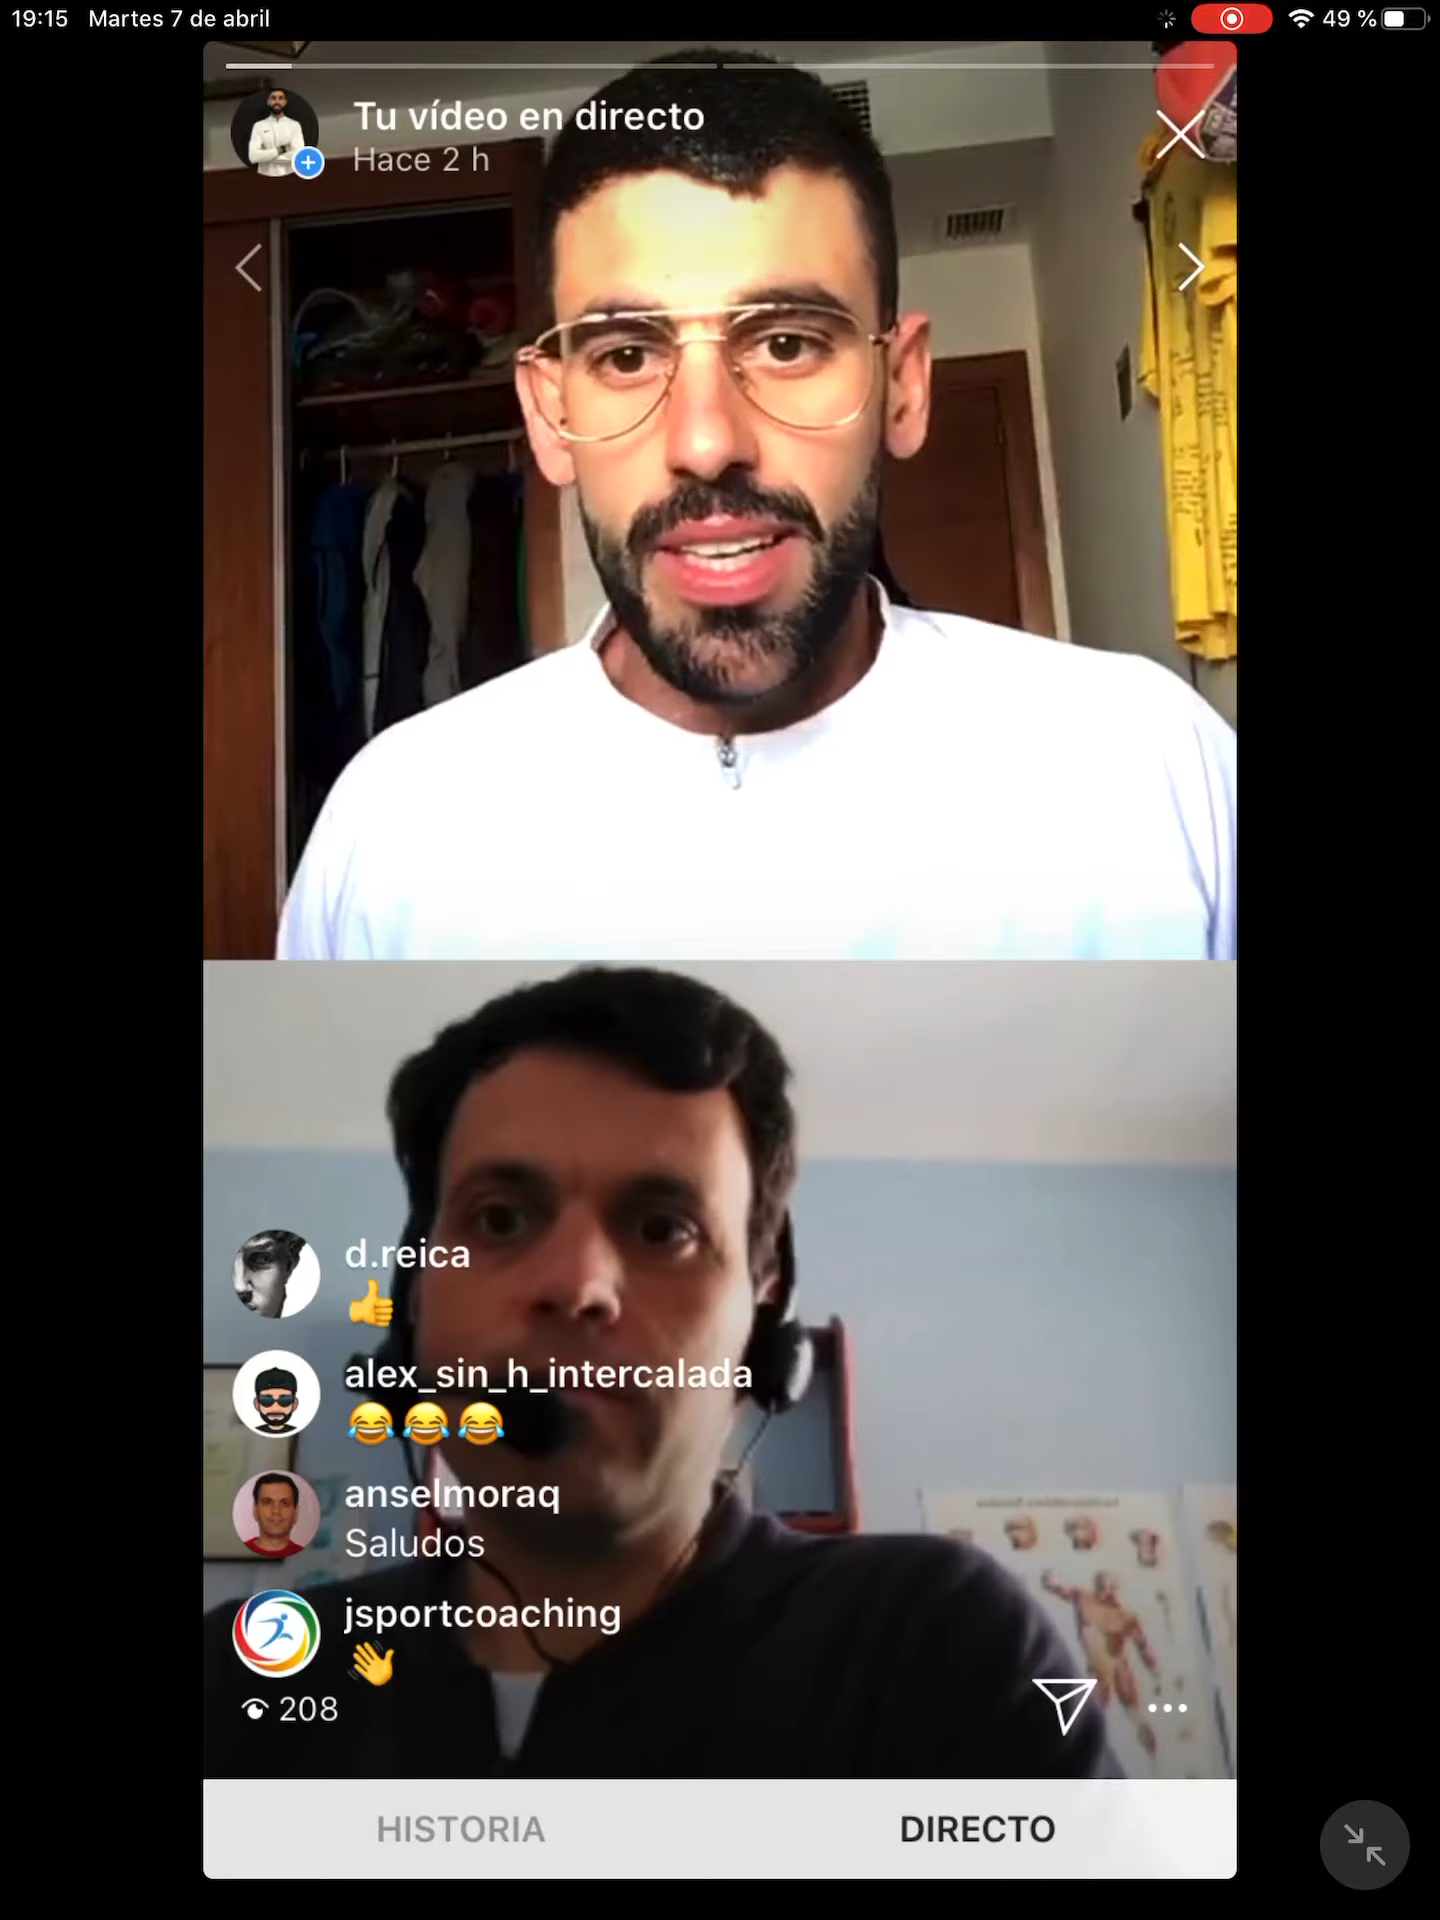 19:15 Martes 7 de abril
49 %
Tu vídeo en directo
Hace 2 h
d.reica
👍
alex_sin_h_intercalada
😂😂😂
anselmoraq
Saludos
jsportcoaching
👋
208
HISTORIA
DIRECTO